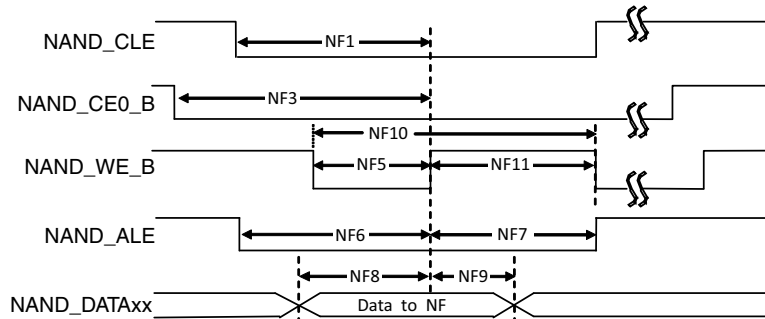 NAND_CLE
NF1
NAND_CE0_B
NF3
NF10
NAND_WE_B
NF5
NF11
NAND_ALE
NF6
NF7
NF8
NF9
NAND_DATAxx
Data to NF